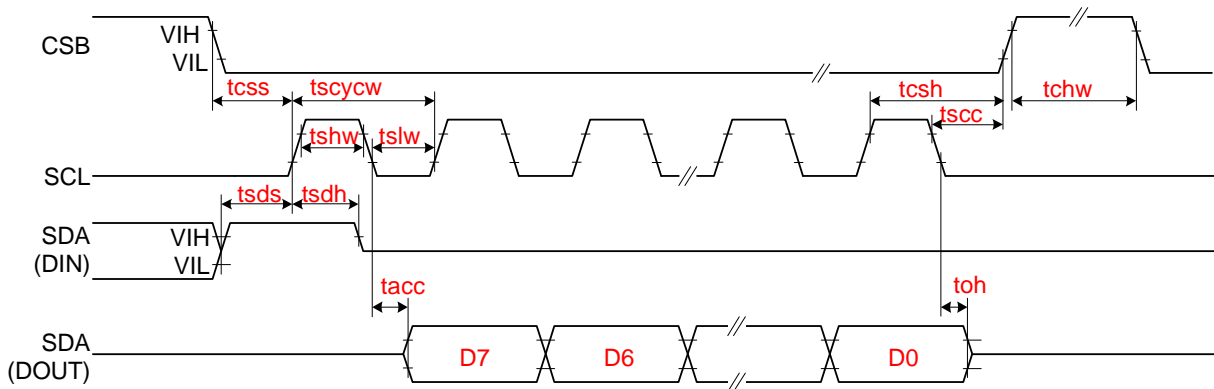 CSB
VIH
VIL
tcss
tscycw
tcsh
tchw
tscc
tshw
tslw
SCL
tsds
tsdh
SDA
(DIN)
VIH
VIL
tacc
toh
SDA
(DOUT)
D7
D6
D0